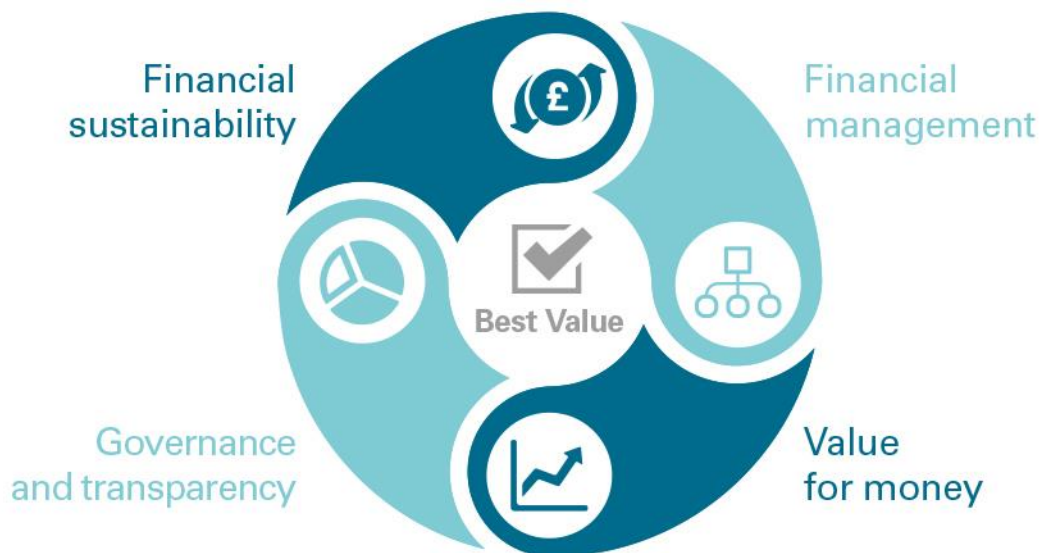 Financial
sustainability
Financial
management
£
Best Value
Governance
and transparency
Value
for money